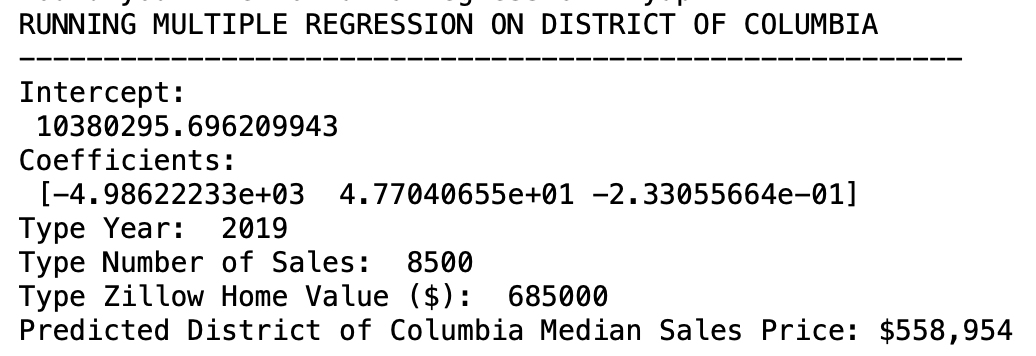 RUNNING MULTIPLE REGRESSION ON DISTRICT OF COLUMBIA
--------------------------------------------------------
Intercept:
 10380295.696209943
Coefficients:
 [-4.98622233e+03  4.77040655e+01 -2.33055664e-01]
Type Year:  2019
Type Number of Sales:  8500
Type Zillow Home Value ($):  685000
Predicted District of Columbia Median Sales Price: $558,954